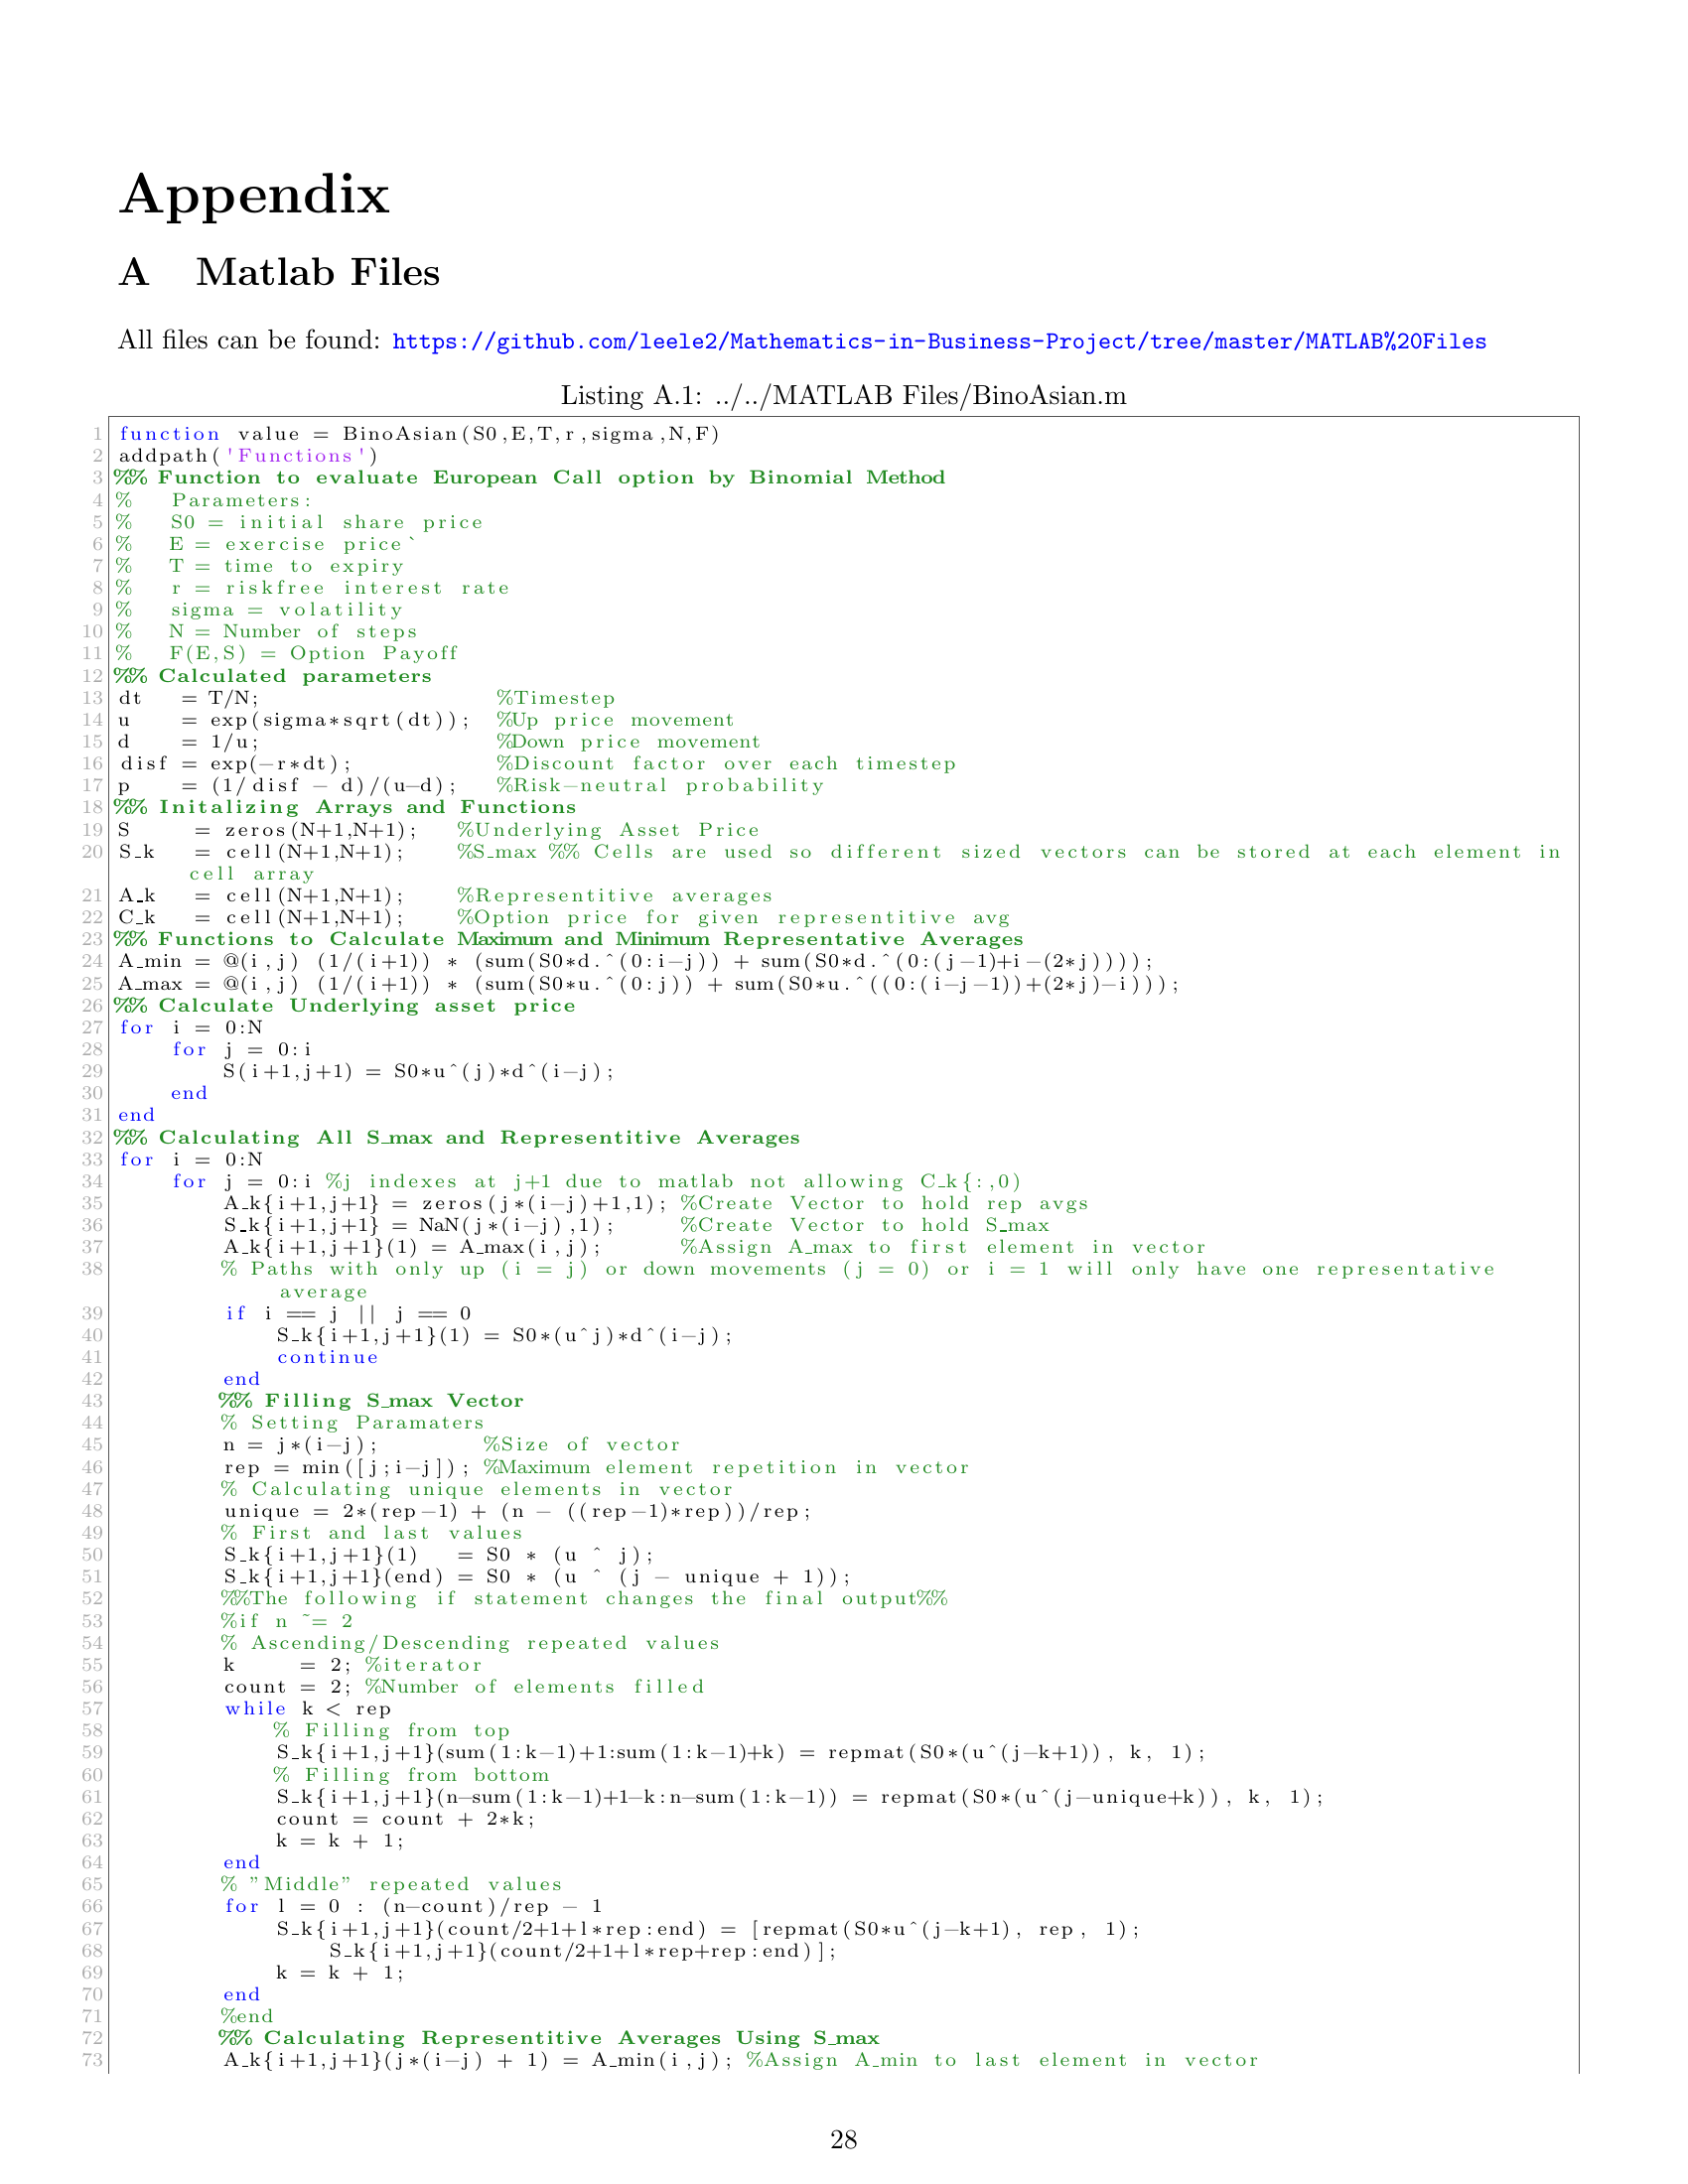 Appendix
A Matlab Files
All files can be found: https://github.com/leele2/Mathematics-in-Business-Project/tree/master/MATLAB%20Files
Listing A.1: ../../MATLAB Files/BinoAsian.m
1 function value = BinoAsian(S0,E,T,r,sigma,N,F)
2 addpath('Functions')
3 %% Function to evaluate European Call option by Binomial Method
4 %   Parameters:
5 %   S0 = initial share price
6 %   E = exercise price`
7 %   T = time to expiry
8 %   r = riskfree interest rate
9 %   sigma = volatility
10 %   N = Number of steps
11 %   F(E,S) = Option Payoff
12 %% Calculated parameters
13 dt   = T/N;                  %Timestep
14 u    = exp(sigma*sqrt(dt));  %Up price movement
15 d    = 1/u;                  %Down price movement
16 disf = exp(-r*dt);           %Discount factor over each timestep
17 p    = (1/disf - d)/(u-d);   %Risk-neutral probability
18 %% Initalizing Arrays and Functions
19 S     = zeros(N+1,N+1);   %Underlying Asset Price
20 S_k   = cell(N+1,N+1);    %S_max %% Cells are used so different sized vectors can be stored at each element in
cell array
21 A_k   = cell(N+1,N+1);    %Representitive averages
22 C_k   = cell(N+1,N+1);    %Option price for given representitive avg
23 %% Functions to Calculate Maximum and Minimum Representative Averages
24 A_min = @(i,j) (1/(i+1)) * (sum(S0*d.^(0:i-j)) + sum(S0*d.^(0:(j-1)+i-(2*j))));
25 A_max = @(i,j) (1/(i+1)) * (sum(S0*u.^(0:j)) + sum(S0*u.^((0:(i-j-1))+(2*j)-i)));
26 %% Calculate Underlying asset price
27 for i = 0:N
28     for j = 0:i
29         S(i+1,j+1) = S0*u^(j)*d^(i-j);
30     end
31 end
32 %% Calculating All S_max and Representitive Averages
33 for i = 0:N
34     for j = 0:i %j indexes at j+1 due to matlab not allowing C_k{:,0)
35         A_k{i+1,j+1} = zeros(j*(i-j)+1,1); %Create Vector to hold rep avgs
36         S_k{i+1,j+1} = NaN(j*(i-j),1);     %Create Vector to hold S_max
37         A_k{i+1,j+1}(1) = A_max(i,j);      %Assign A_max to first element in vector
38         % Paths with only up (i = j) or down movements (j = 0) or i = 1 will only have one representative
average
39         if i == j || j == 0
40             S_k{i+1,j+1}(1) = S0*(u^j)*d^(i-j);
41             continue
42         end
43         %% Filling S_max Vector
44         % Setting Paramaters
45         n = j*(i-j);        %Size of vector
46         rep = min([j;i-j]); %Maximum element repetition in vector
47         % Calculating unique elements in vector
48         unique = 2*(rep-1) + (n - ((rep-1)*rep))/rep;
49         % First and last values
50         S_k{i+1,j+1}(1)   = S0 * (u ^ j);
51         S_k{i+1,j+1}(end) = S0 * (u ^ (j - unique + 1));
52         %%The following if statement changes the final output%%
53         %if n ~= 2
54         % Ascending/Descending repeated values
55         k     = 2; %iterator
56         count = 2; %Number of elements filled
57         while k < rep
58             % Filling from top
59             S_k{i+1,j+1}(sum(1:k-1)+1:sum(1:k-1)+k) = repmat(S0*(u^(j-k+1)), k, 1);
60             % Filling from bottom
61             S_k{i+1,j+1}(n-sum(1:k-1)+1-k:n-sum(1:k-1)) = repmat(S0*(u^(j-unique+k)), k, 1);
62             count = count + 2*k;
63             k = k + 1;
64         end
65         % "Middle" repeated values
66         for l = 0 : (n-count)/rep - 1
67             S_k{i+1,j+1}(count/2+1+l*rep:end) = [repmat(S0*u^(j-k+1), rep, 1);
68                 S_k{i+1,j+1}(count/2+1+l*rep+rep:end)];
69             k = k + 1;
70         end
71         %end
72         %% Calculating Representitive Averages Using S_max
73         A_k{i+1,j+1}(j*(i-j) + 1) = A_min(i,j); %Assign A_min to last element in vector
28